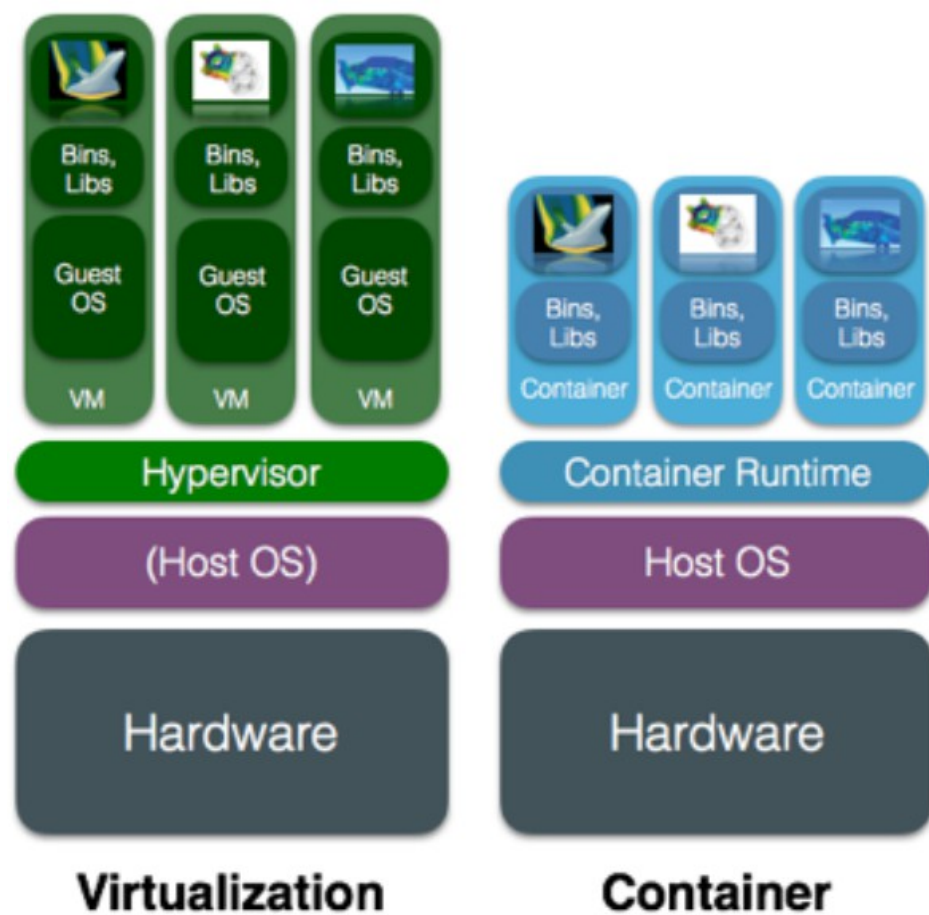 Bins,
Libs
Bins,
Libs
Bins,
Libs
Guest
OS
Guest
OS
Guest
OS
VM
VM
VM
Hypervisor
(Host OS)
Hardware
Virtualization
Bins,
Libs
Bins,
Libs
Bins,
Libs
Container
Container
Container
Container Runtime
Host OS
Hardware
Container